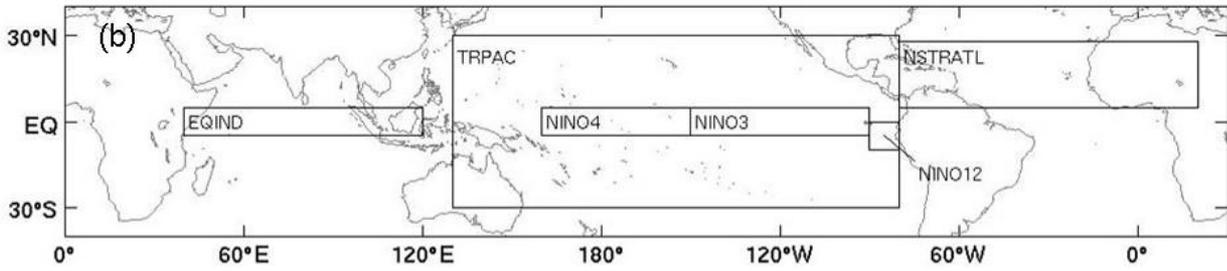 (b)
30°N
TRPAC
NSTRATL
EQIND
NINO4
NINO3
EQ
NINO12
30°S
0°
60°E
120°E
180°
120°W
60°W
0°